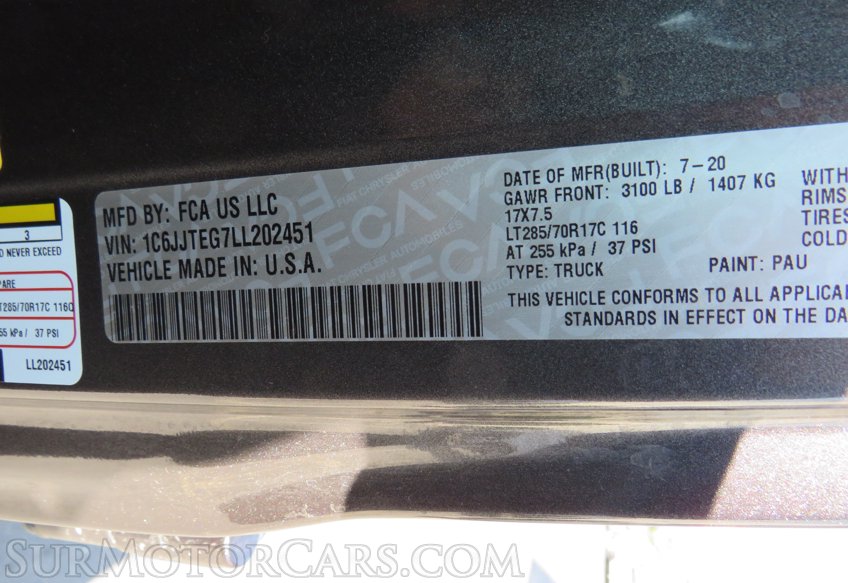 3
D NEVER EXCEED
PARE
LT285/70R17C 116Q
55 kPa / 37 PSI
LL202451
MFD BY: FCA US LLC
VIN: 1C6JJTEG7LL202451
VEHICLE MADE IN: U.S.A.
DATE OF MFR(BUILT): 7-20
GAWR FRONT: 3100 LB / 1407 KG
17X7.5
LT285/70R17C 116
AT 255 kPa / 37 PSI
TYPE: TRUCK PAINT: PAU
THIS VEHICLE CONFORMS TO ALL APPLICA
STANDARDS IN EFFECT ON THE DA
WITH
RIMS
TIRES
COLD
SurMotorCars.com